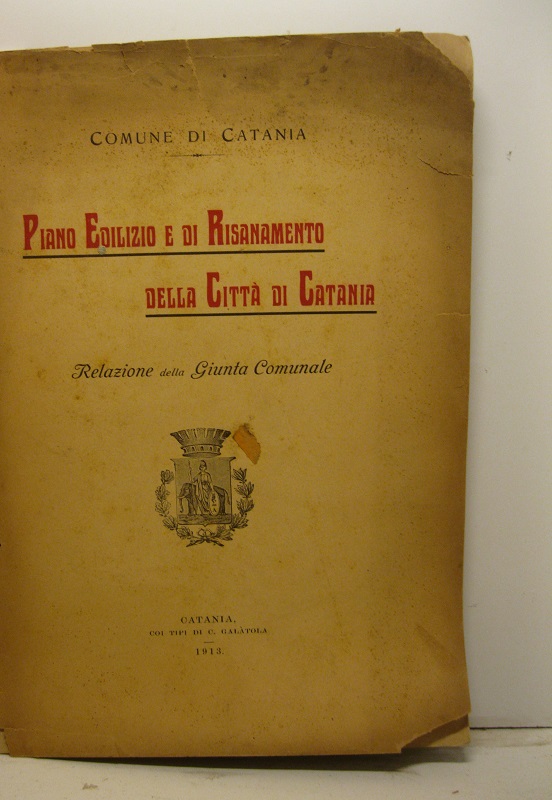 COMUNE DI CATANIA
PIANO EDILIZIO E DI RISANAMENTO
DELLA CITTÀ DI CATANIA
Relazione della Giunta Comunale
CATANIA,
COI TIPI DI C. GALÀTOLA
1913.